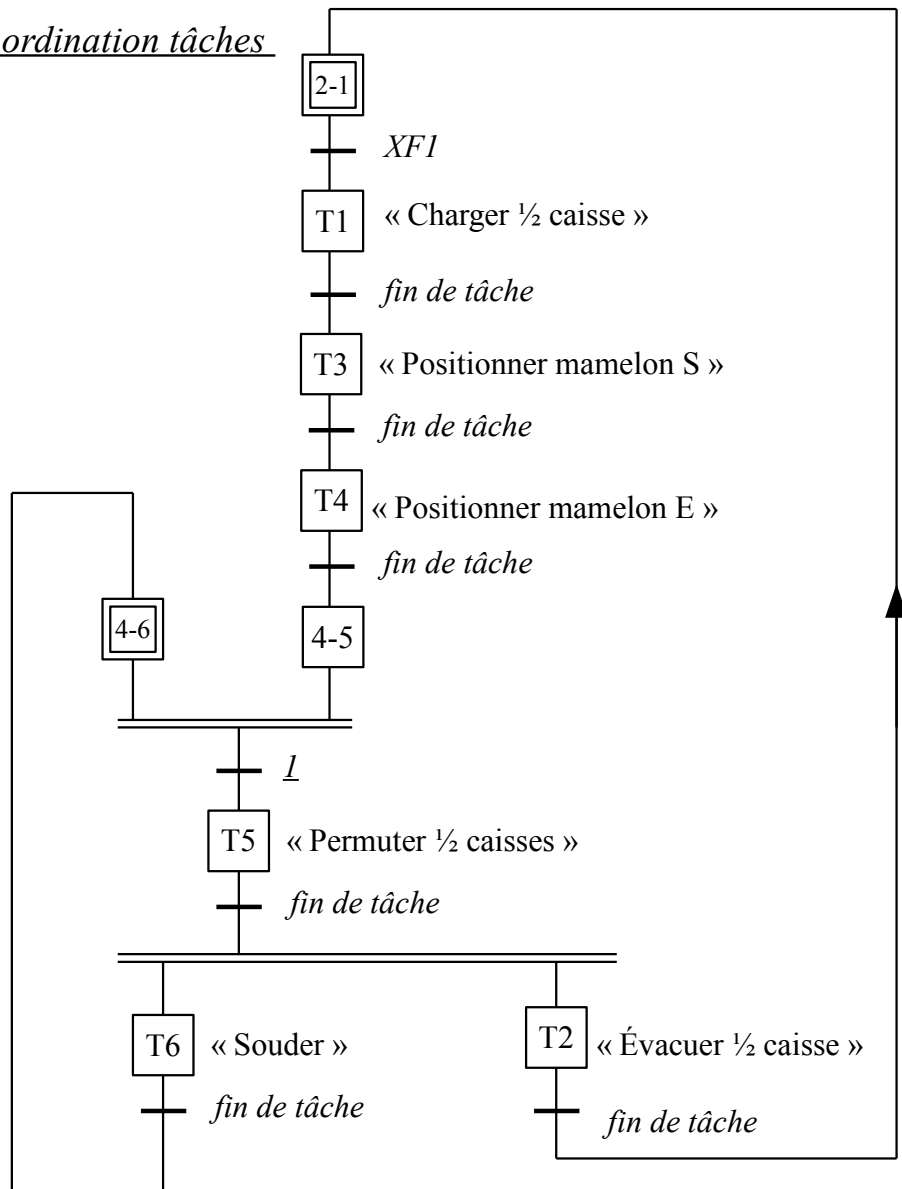 ordination tâches
2-1
XF1
T1 « Charger ½ caisse »
fin de tâche
T3 « Positionner mamelon S »
fin de tâche
T4 « Positionner mamelon E »
fin de tâche
4-6 4-5
1
T5 « Permuter ½ caisses »
fin de tâche
T6 « Souder » T2 « Évacuer ½ caisse »
fin de tâche fin de tâche